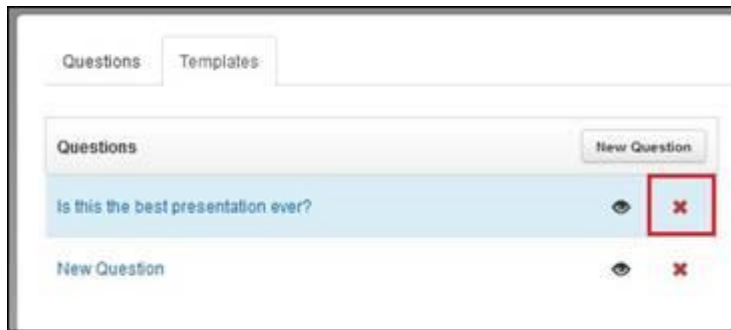 Questions Templates
Questions New Question
Is this the best presentation ever?
New Question